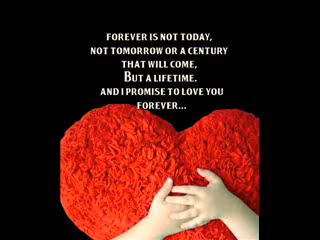 FOREVER IS NOT TODAY,
NOT TOMORROW OR A CENTURY
THAT WILL COME,
BUT A LIFETIME.
AND I PROMISE TO LOVE YOU
FOREVER...